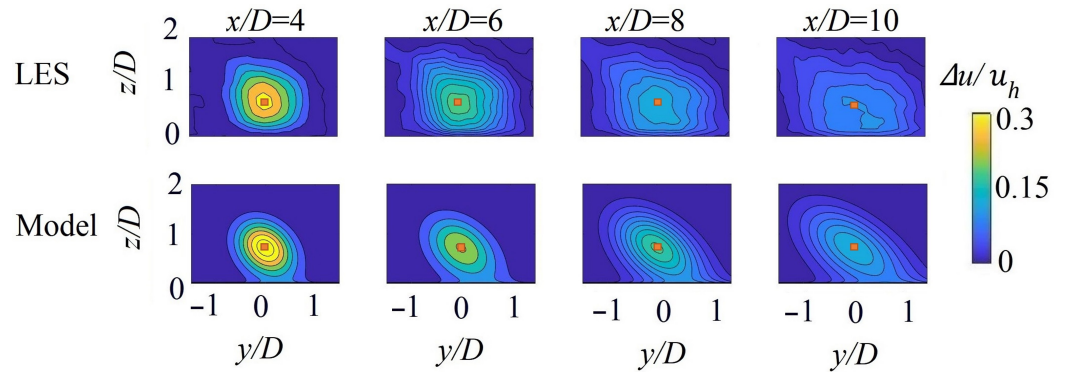 x/D=4 x/D=6 x/D=8 x/D=10
LES
z/D
2
1
0
Δu/u_h
0.3
0.15
0
Model
z/D
2
1
0
−1 0 1 −1 0 1 −1 0 1 −1 0 1
y/D y/D y/D y/D